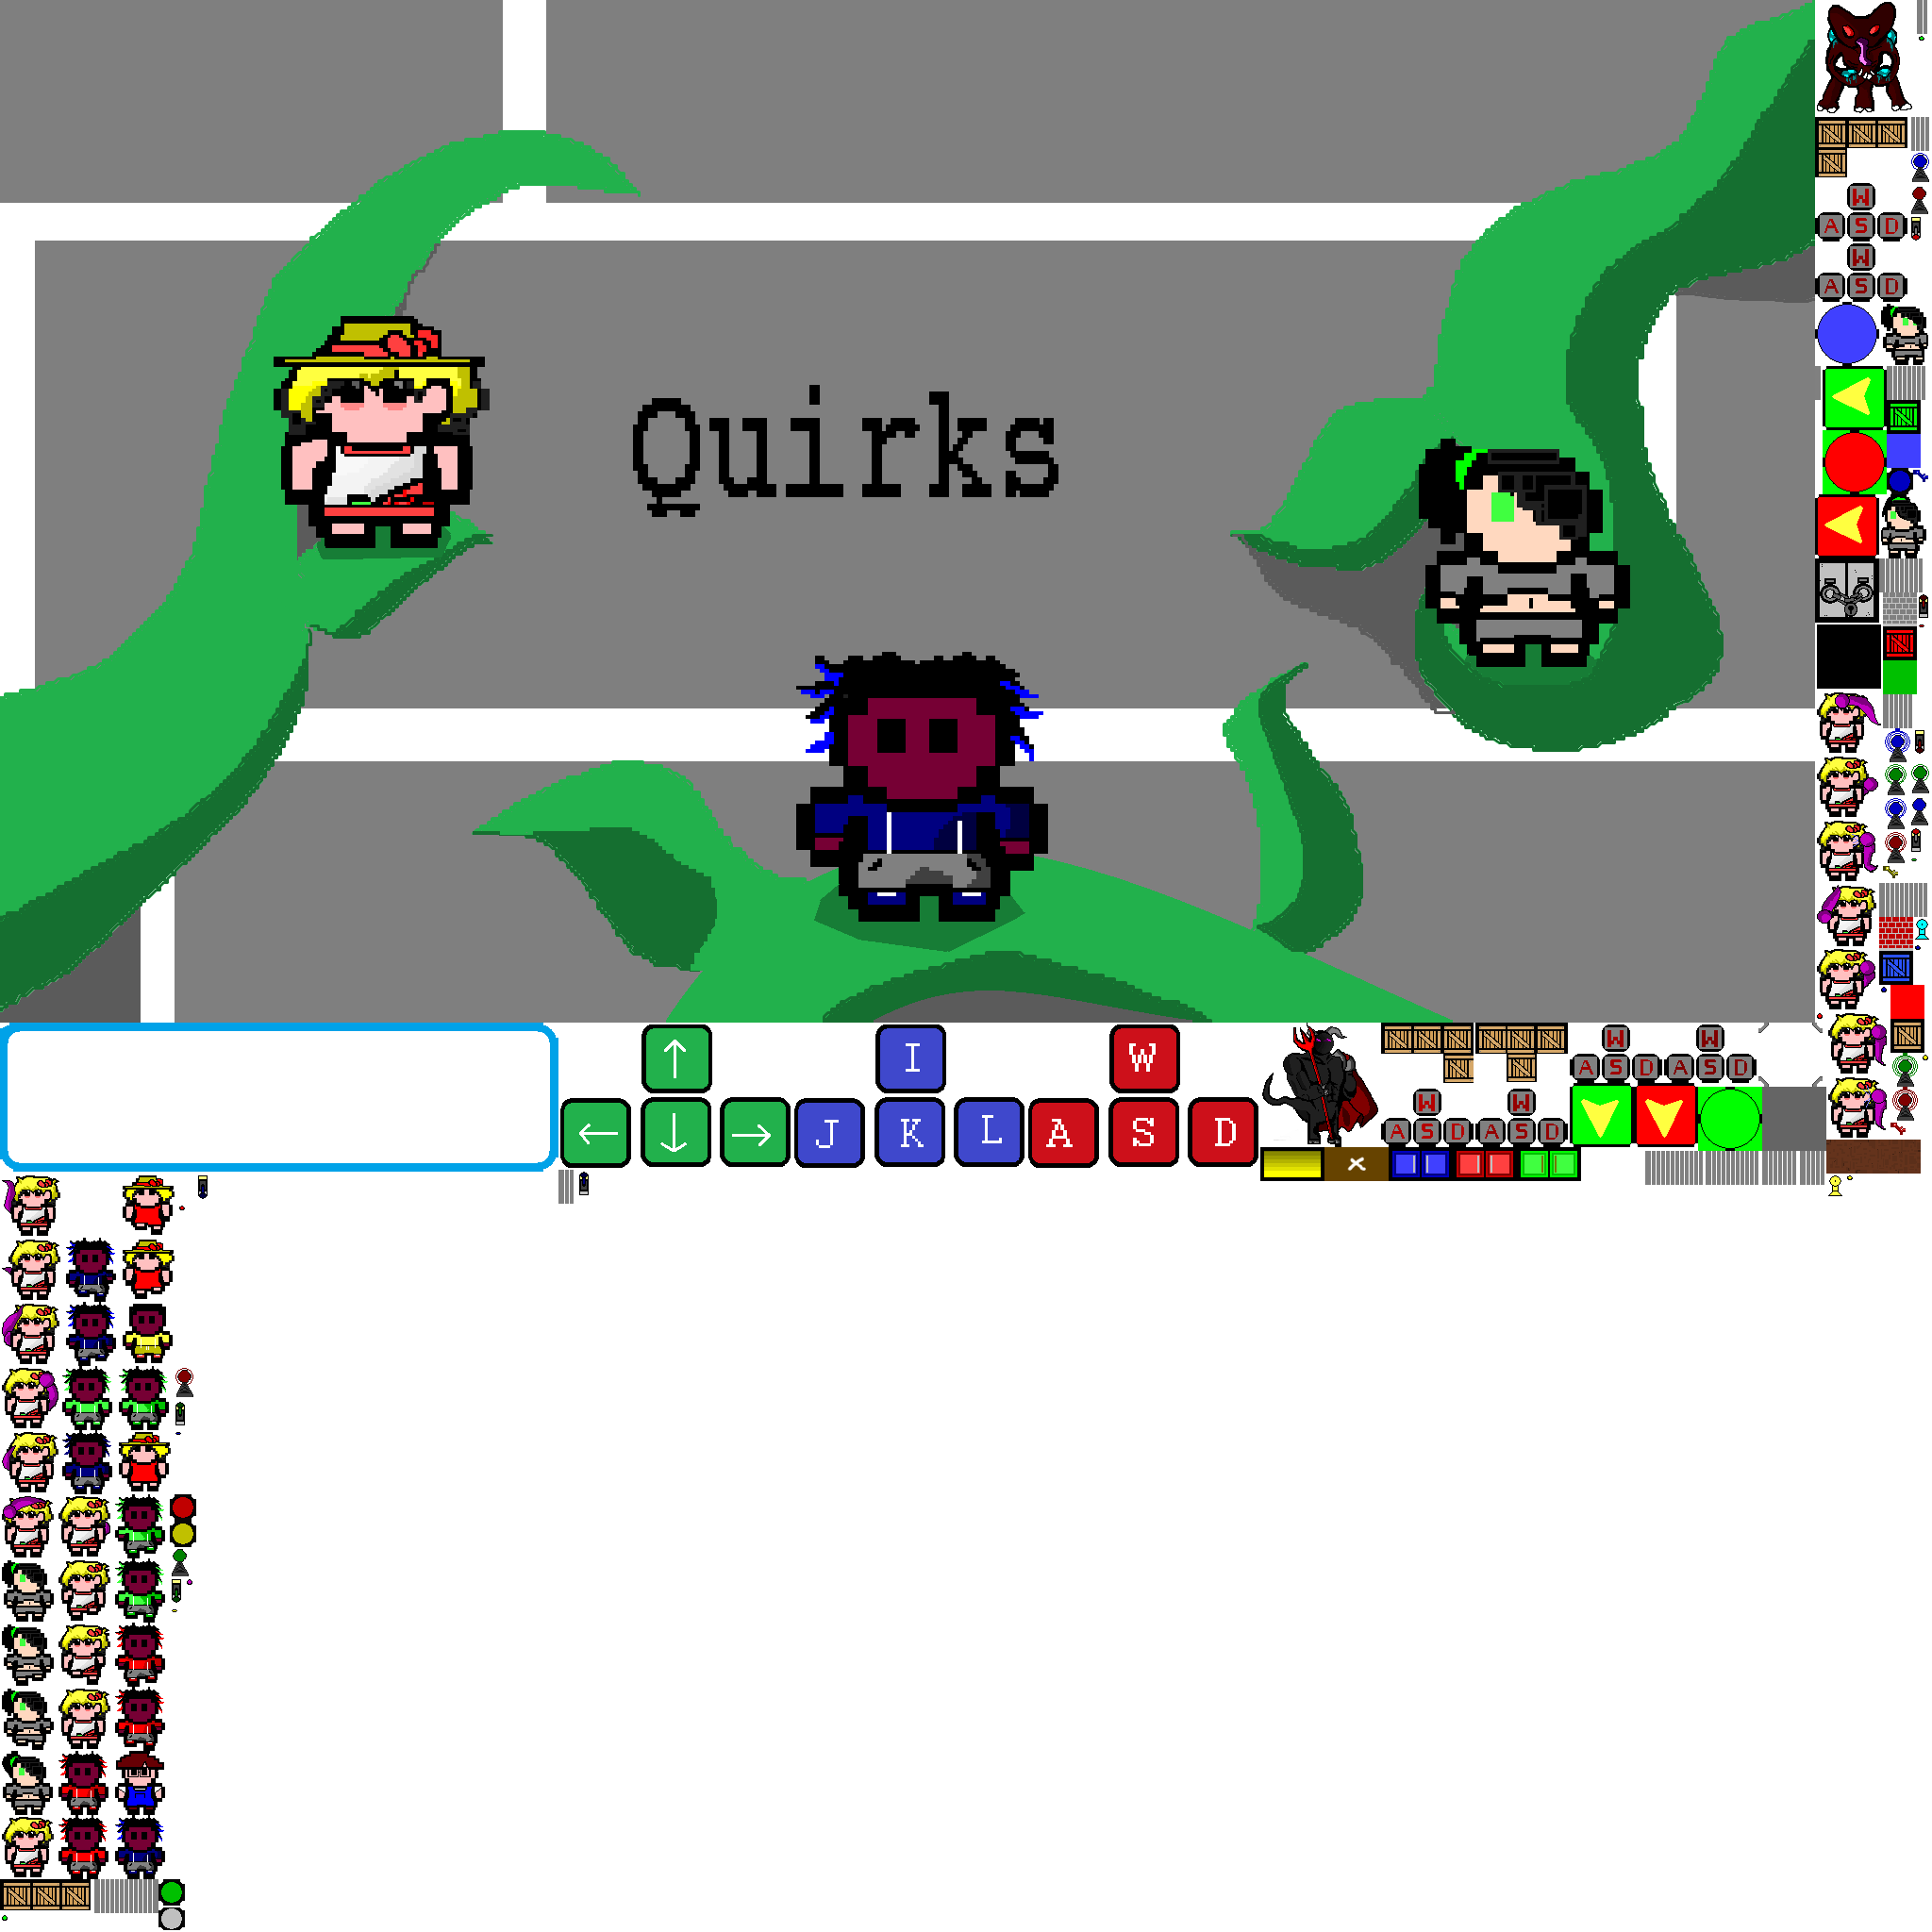 Quirks
W
A S D
W
A S D
↑ I W
← ↓ → J K L A S D
W W
A S D A S D
W W
A S D A S D